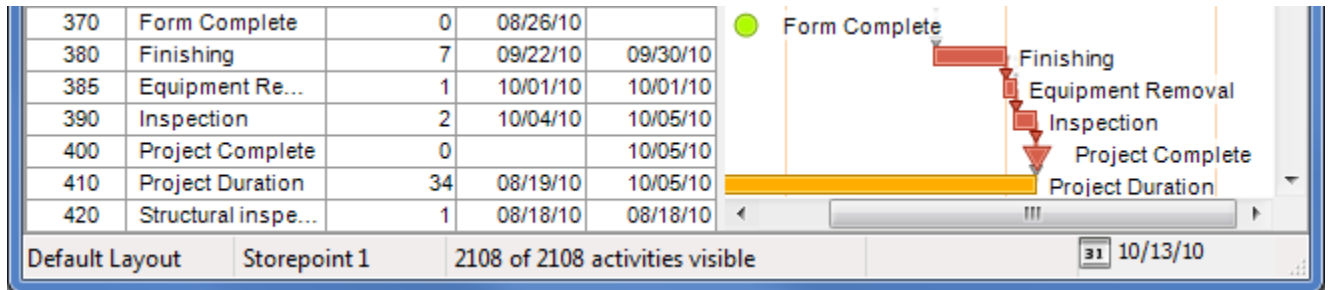 370 Form Complete 0 08/26/10 Form Complete
380 Finishing 7 09/22/10 09/30/10 Finishing
385 Equipment Re... 1 10/01/10 10/01/10 Equipment Removal
390 Inspection 2 10/04/10 10/05/10 Inspection
400 Project Complete 0 10/05/10 Project Complete
410 Project Duration 34 08/19/10 10/05/10 Project Duration
420 Structural inspe... 1 08/18/10 08/18/10
Default Layout Storepoint 1 2108 of 2108 activities visible 31 10/13/10